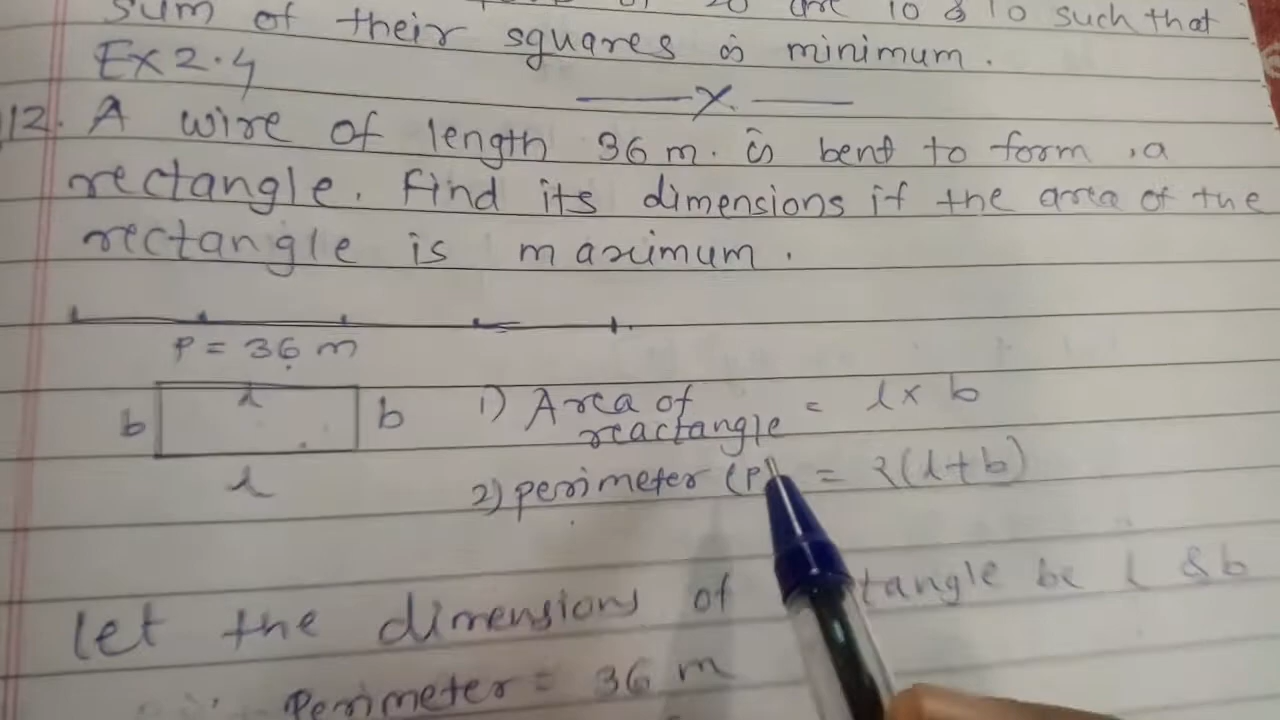 sum of their squares is minimum.
Ex 2.4
x
12. A wire of length 36 m. is bent to form a
rectangle. Find its dimensions if the area of the
rectangle is maximum.
P = 36 m
l
b b 1) Area of reactangle = l x b
l
2) perimeter (P) = 2(l+b)
let the dimensions of be l & b
Perimeter = 36 m